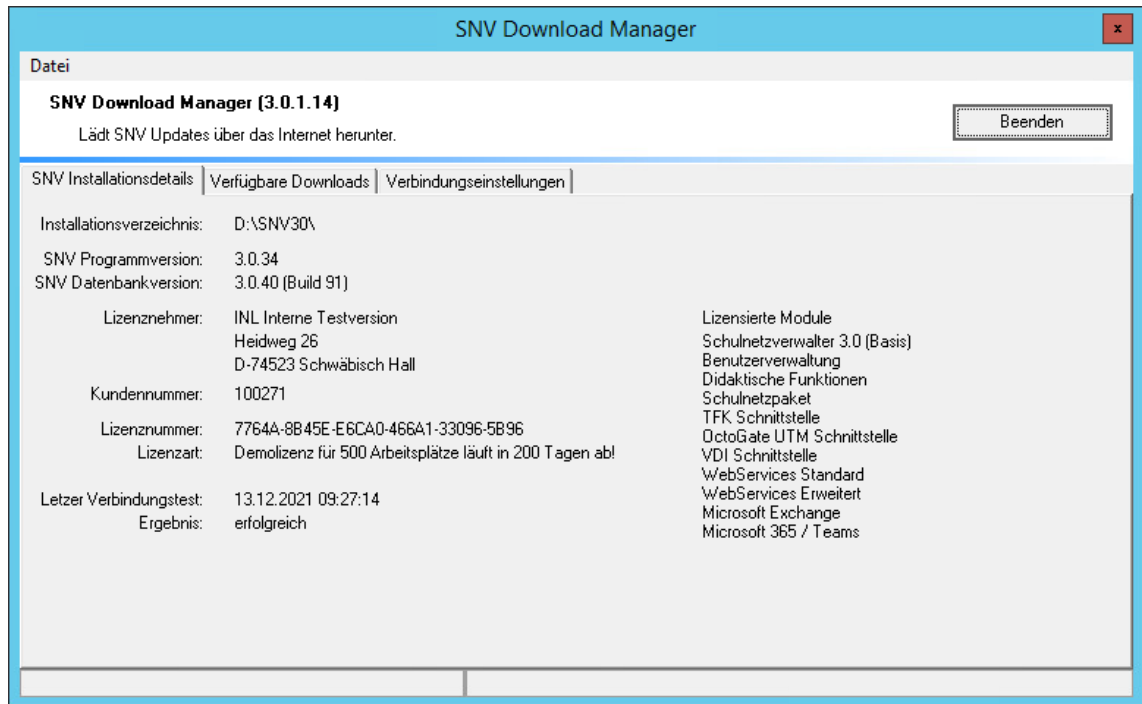 SNV Download Manager
x
Datei
SNV Download Manager (3.0.1.14)
Lädt SNV Updates über das Internet herunter.
Beenden
SNV Installationsdetails Verfügbare Downloads Verbindungseinstellungen
Installationsverzeichnis: D:\SNV30\
SNV Programmversion: 3.0.34
SNV Datenbankversion: 3.0.40 (Build 91)
Lizenznehmer: INL Interne Testversion
Heidweg 26
D-74523 Schwäbisch Hall
Kundennummer: 100271
Lizenznummer: 7764A-8B45E-E6CA0-466A1-33096-5B96
Lizenzart: Demolizenz für 500 Arbeitsplätze läuft in 200 Tagen ab!
Letzer Verbindungstest: 13.12.2021 09:27:14
Ergebnis: erfolgreich
Lizensierte Module
Schulnetzverwalter 3.0 (Basis)
Benutzerverwaltung
Didaktische Funktionen
Schulnetzpaket
TFK Schnittstelle
OctoGate UTM Schnittstelle
VDI Schnittstelle
WebServices Standard
WebServices Erweitert
Microsoft Exchange
Microsoft 365 / Teams